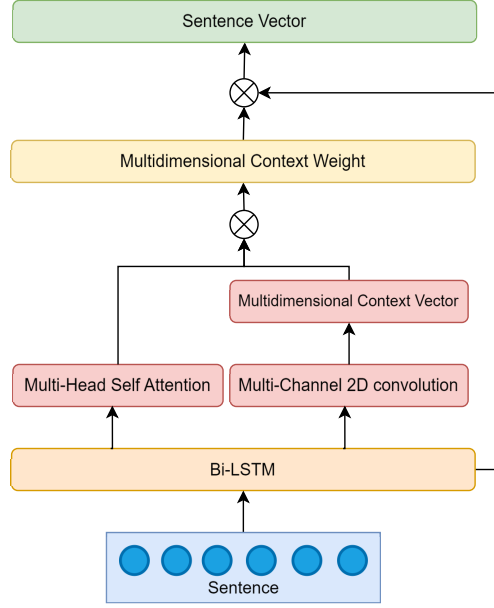 Sentence Vector
Multidimensional Context Weight
Multidimensional Context Vector
Multi-Head Self Attention
Multi-Channel 2D convolution
Bi-LSTM
Sentence